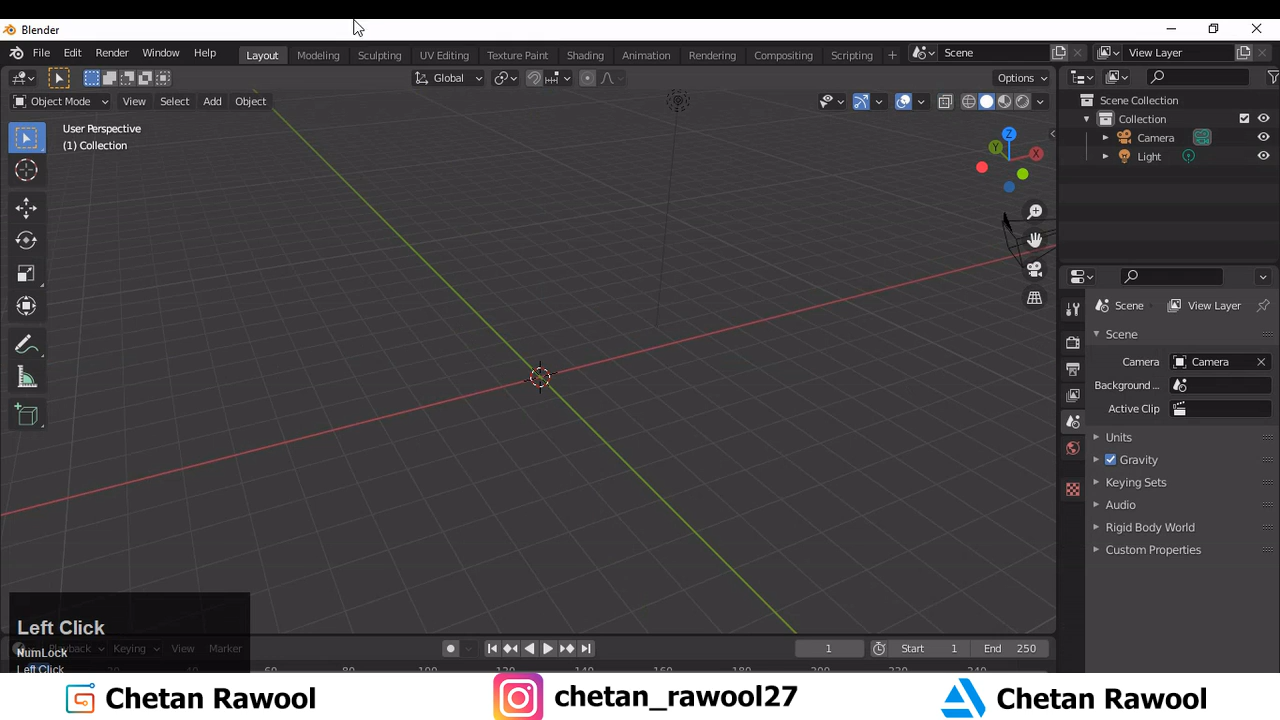 Blender
File Edit Render Window Help Layout Modeling Sculpting UV Editing Texture Paint Shading Animation Rendering Compositing Scripting + Scene View Layer
Global Options
Object Mode View Select Add Object
User Perspective
(1) Collection
Z
Y
X
Scene Collection
Collection
Camera
Light
Scene View Layer
Scene
Camera Camera
Background ...
Active Clip
Units
Gravity
Keying Sets
Audio
Rigid Body World
Custom Properties
Left Click
NumLock
Left Click
Playback Keying View Marker
1 Start 1 End 250
Chetan Rawool chetan_rawool27 Chetan Rawool